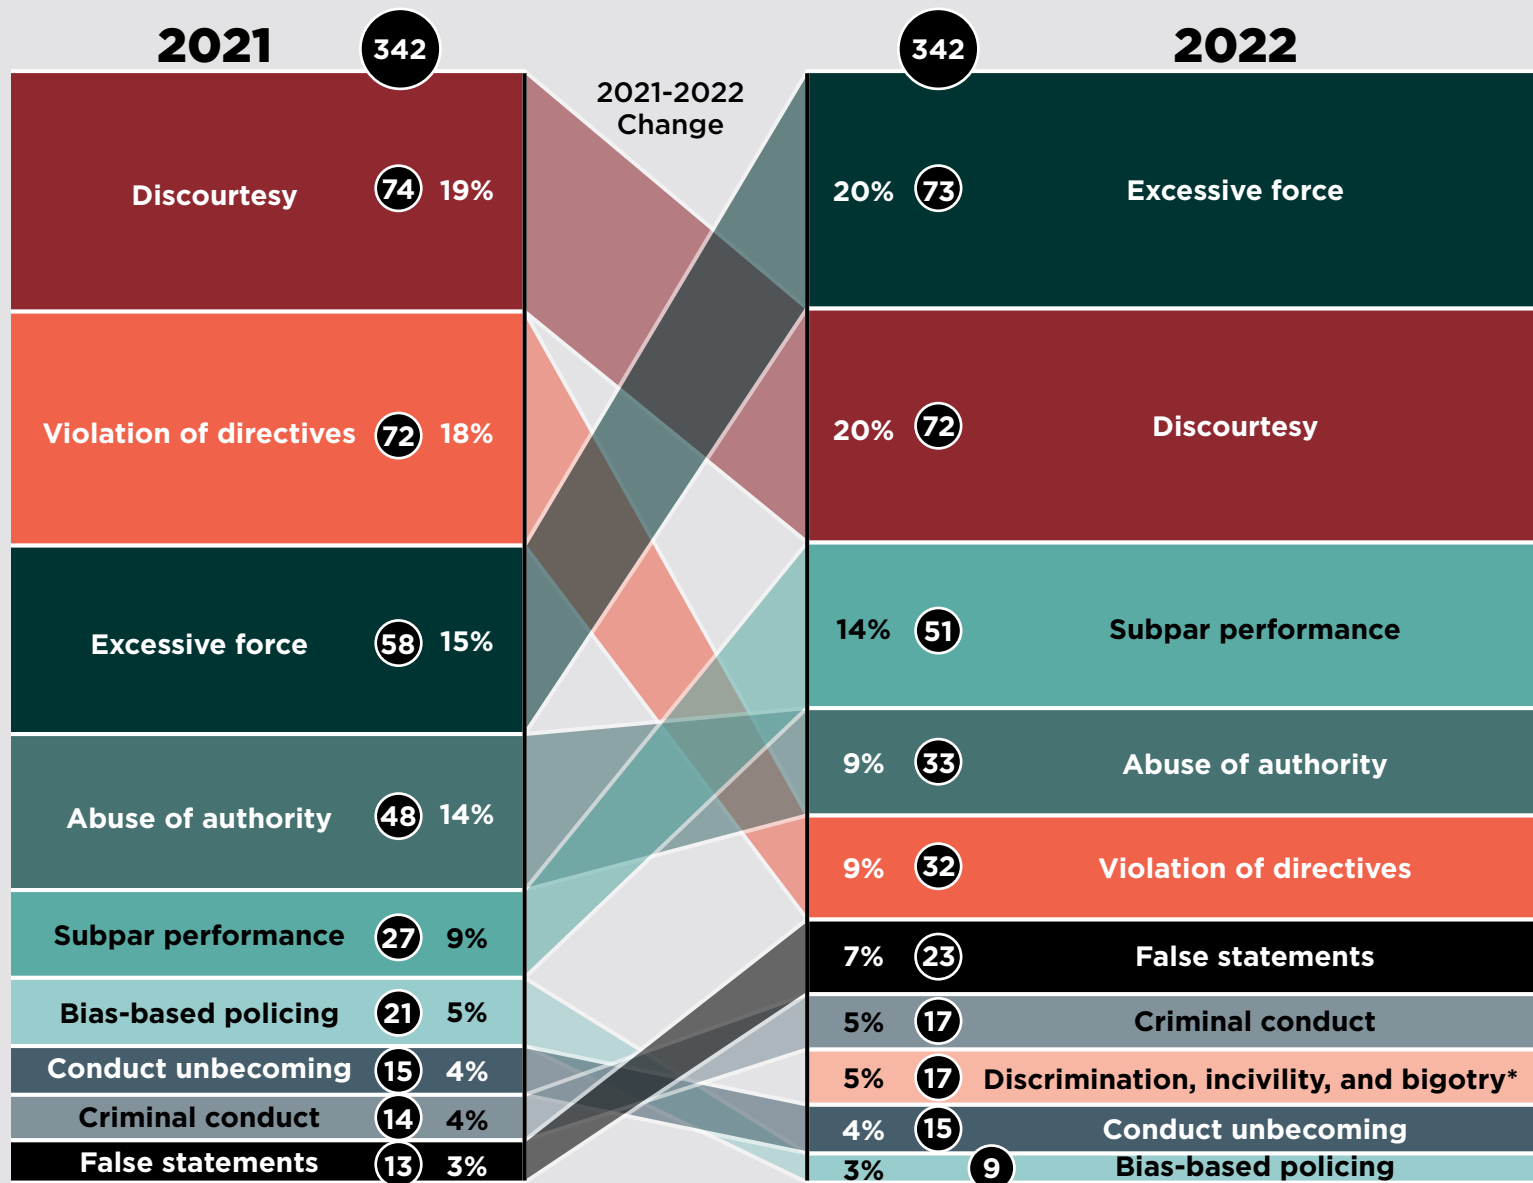 2021 342
2021-2022
Change
342 2022
Discourtesy 74 19%
Violation of directives 72 18%
Excessive force 58 15%
Abuse of authority 48 14%
Subpar performance 27 9%
Bias-based policing 21 5%
Conduct unbecoming 15 4%
Criminal conduct 14 4%
False statements 13 3%
20% 73 Excessive force
20% 72 Discourtesy
14% 51 Subpar performance
9% 33 Abuse of authority
9% 32 Violation of directives
7% 23 False statements
5% 17 Criminal conduct
5% 17 Discrimination, incivility, and bigotry*
4% 15 Conduct unbecoming
3% 9 Bias-based policing